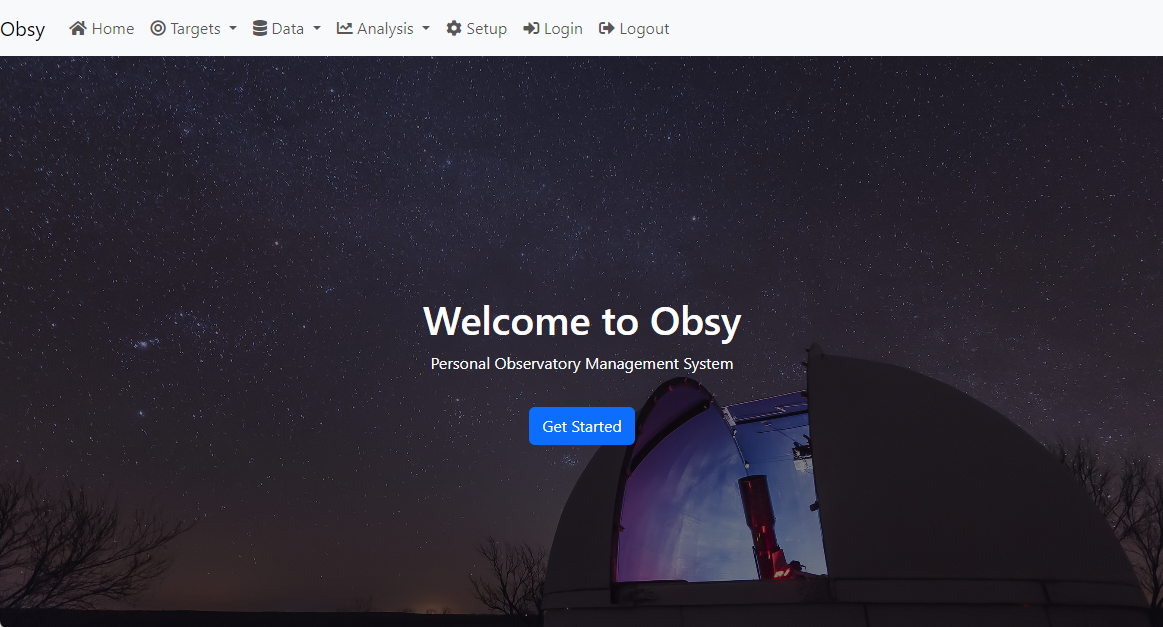 Obsy Home Targets Data Analysis Setup Login Logout
Welcome to Obsy
Personal Observatory Management System
Get Started